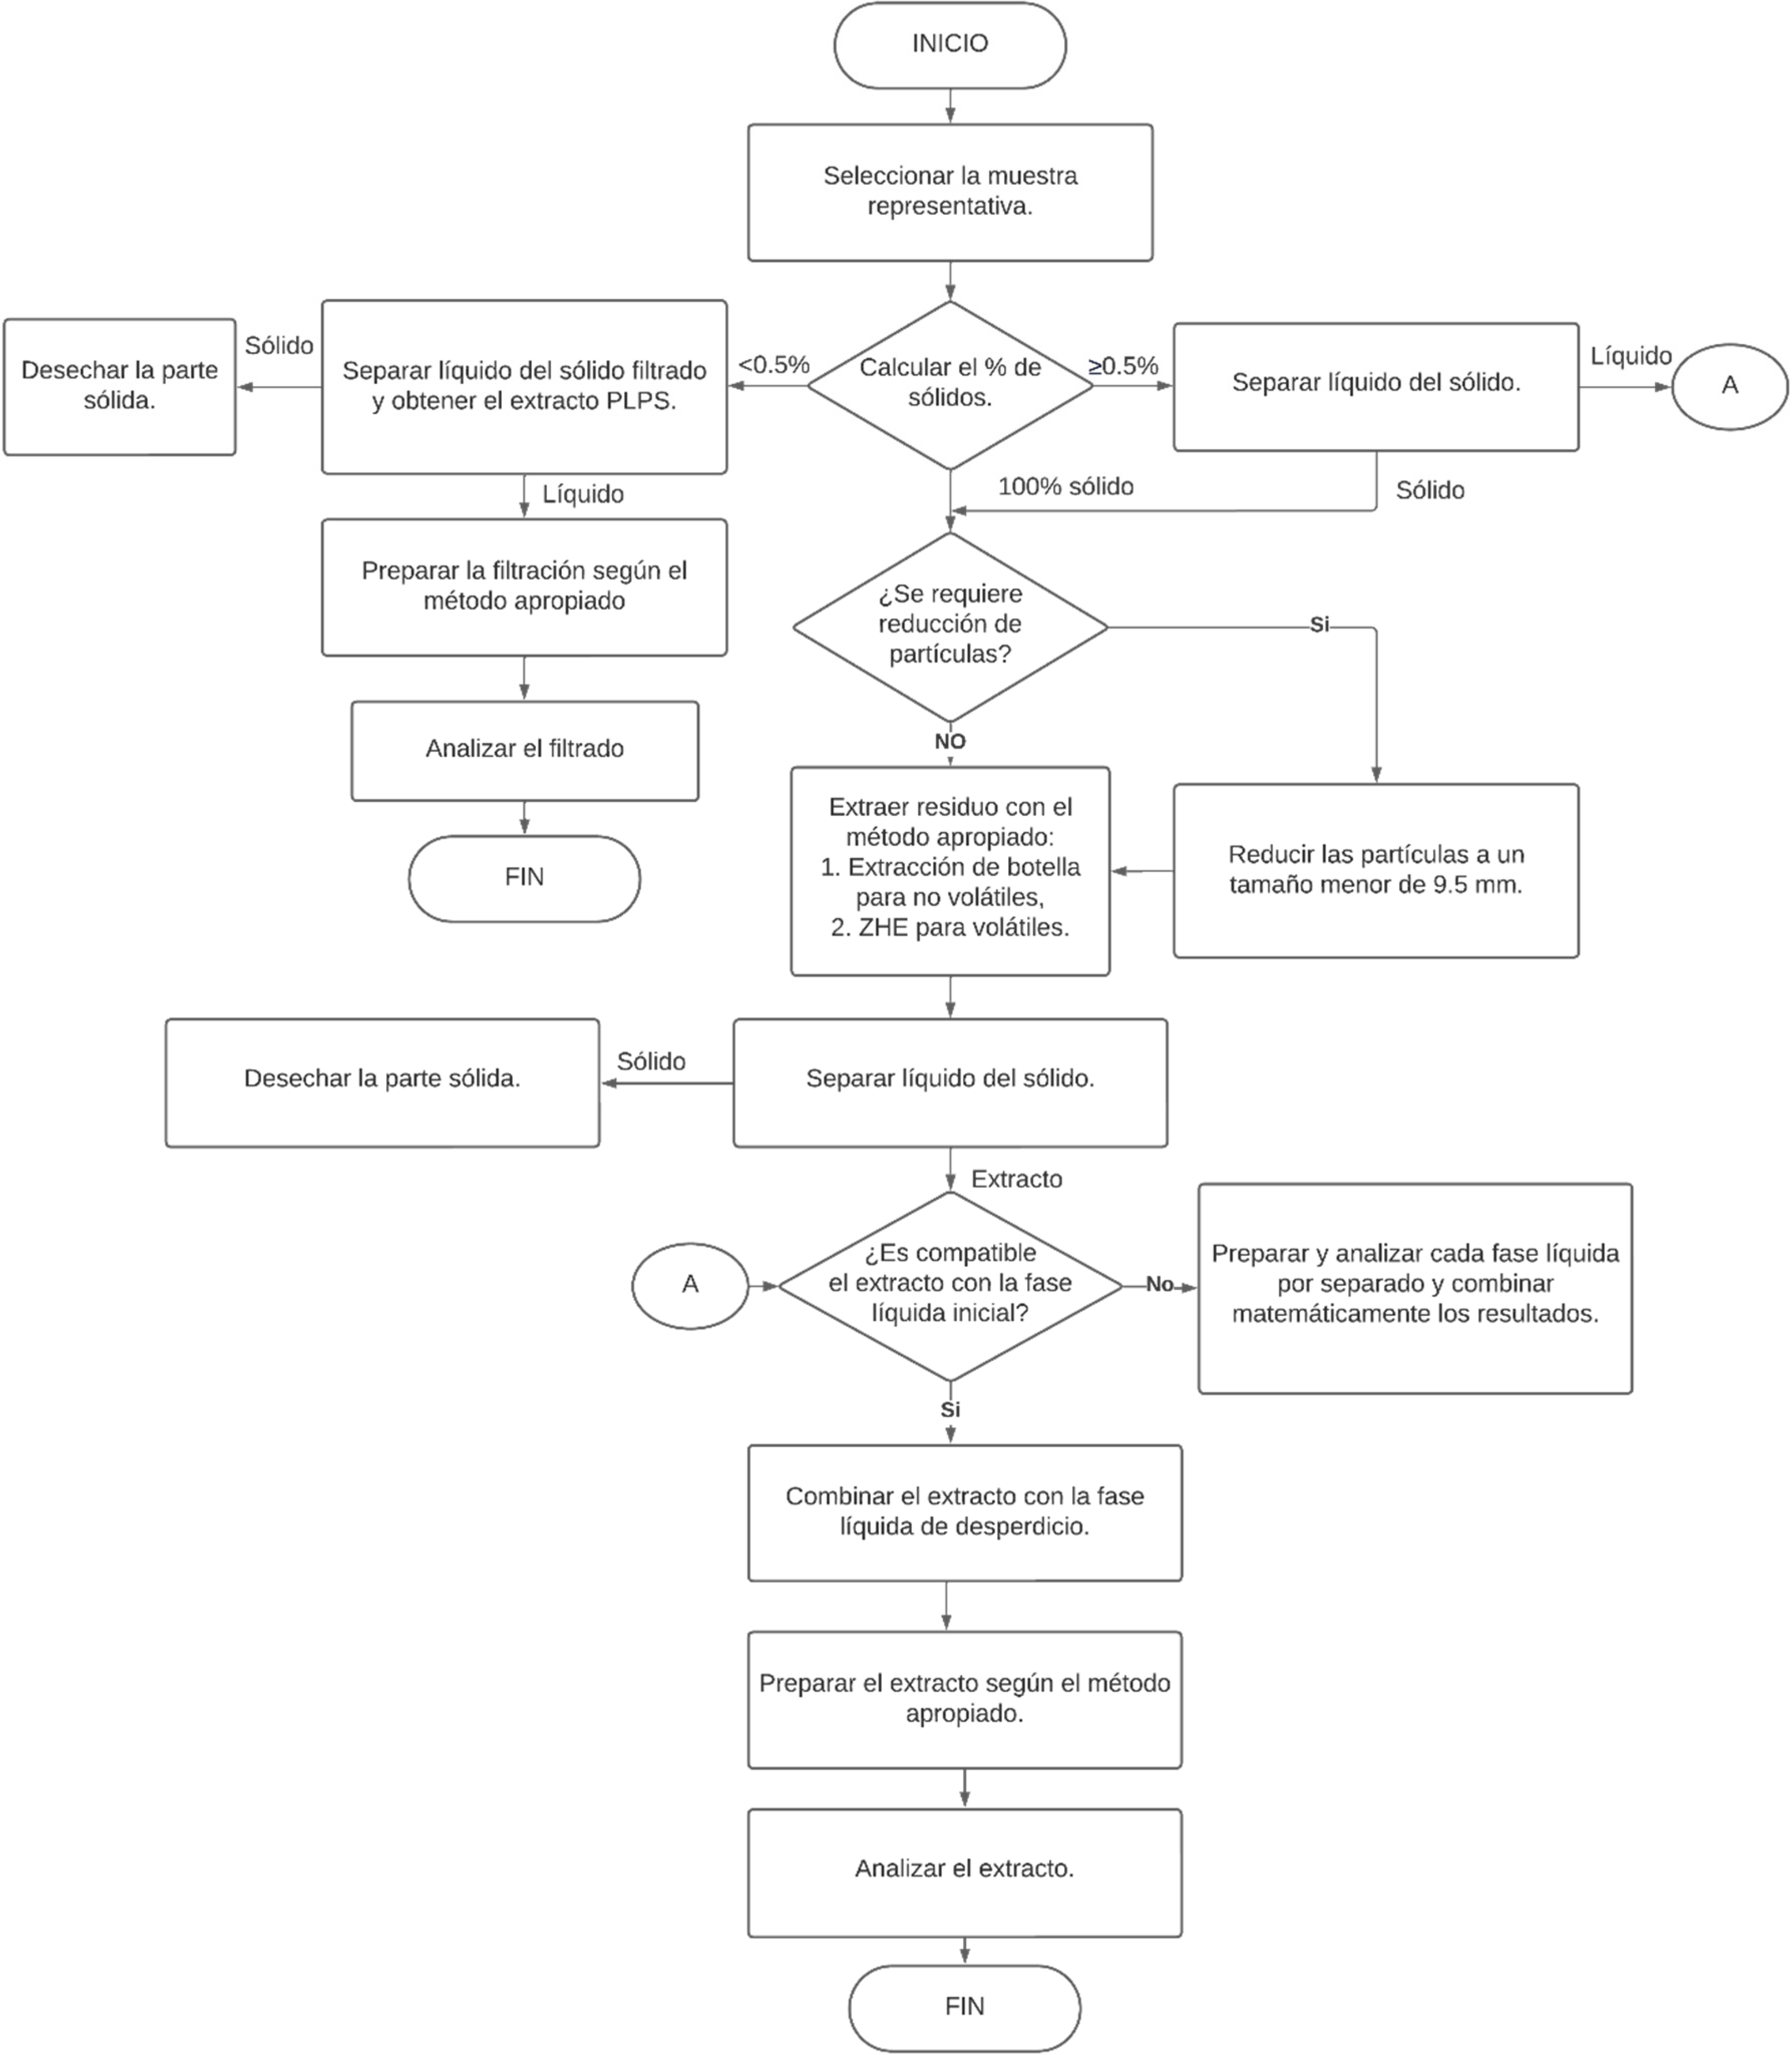 INICIO
Seleccionar la muestra
representativa.
Desechar la parte
sólida.
Sólido
Separar líquido del sólido filtrado
y obtener el extracto PLPS.
<0.5%
Calcular el % de
sólidos.
≥0.5%
Separar líquido del sólido.
Líquido
A
Líquido
100% sólido
Sólido
Preparar la filtración según el
método apropiado
¿Se requiere
reducción de
partículas?
Si
NO
Analizar el filtrado
FIN
Extraer residuo con el
método apropiado:
1. Extracción de botella
para no volátiles,
2. ZHE para volátiles.
Reducir las partículas a un
tamaño menor de 9.5 mm.
Desechar la parte sólida.
Sólido
Separar líquido del sólido.
Extracto
A
¿Es compatible
el extracto con la fase
líquida inicial?
No
Preparar y analizar cada fase líquida
por separado y combinar
matemáticamente los resultados.
Si
Combinar el extracto con la fase
líquida de desperdicio.
Preparar el extracto según el método
apropiado.
Analizar el extracto.
FIN